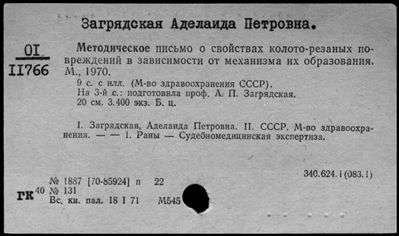 Загрядская Аделаида Петровна.
OI
II766
Методическое письмо о свойствах колото-резаных по-
вреждений в зависимости от механизма их образования.
М., 1970.
9 с. с илл. (М-во здравоохранения СССР).
На 3-й с.: подготовила проф. А. П. Загрядская.
20 см. 3.400 экз. Б. ц.
I. Загрядская, Аделаида Петровна. II. СССР. М-во здравоохра-
нения. — — 1. Раны — Судебномедицинская экспертиза.
340.624.1(083.1)
№ 1887 [70-85924] п 22
ГК 40 № 131
Вс. кн. пал. 18 I 71 М545